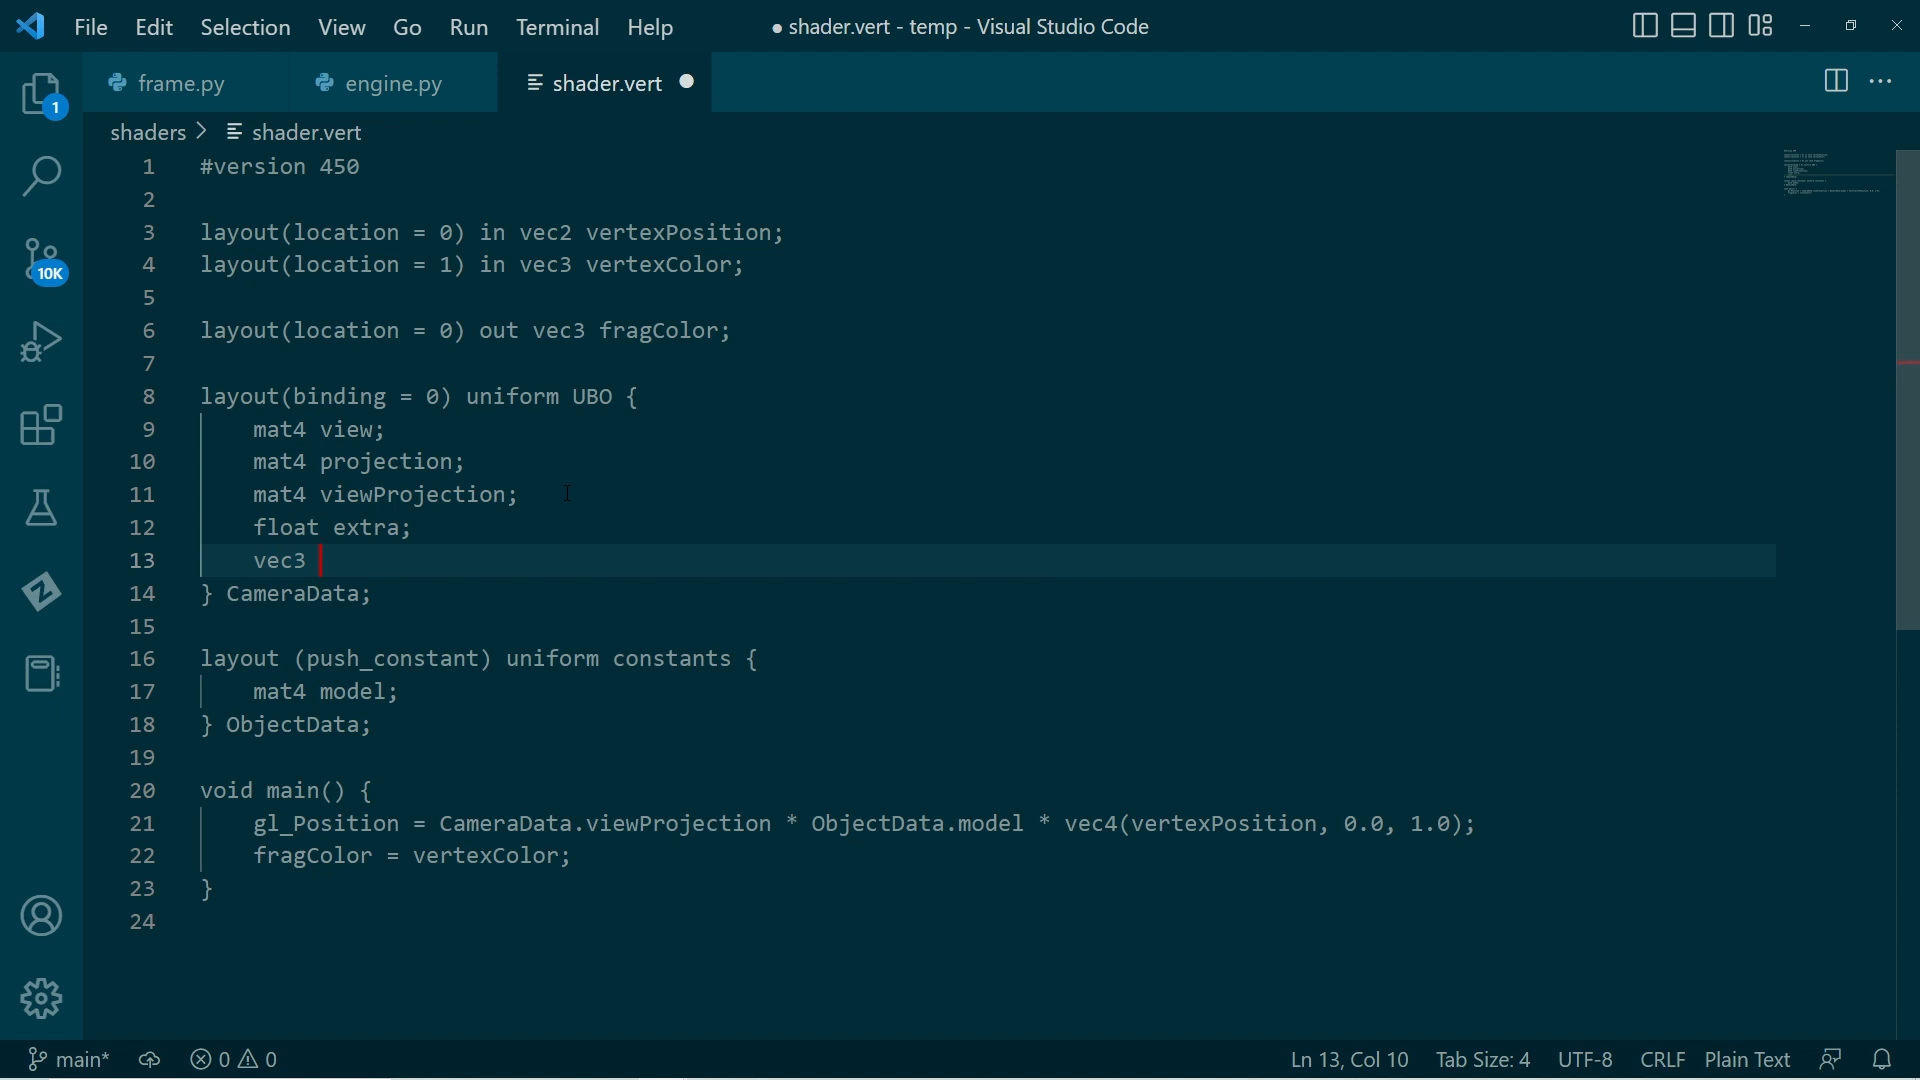 File Edit Selection View Go Run Terminal Help ● shader.vert - temp - Visual Studio Code
frame.py engine.py shader.vert
shaders > shader.vert
1 #version 450
2
3 layout(location = 0) in vec2 vertexPosition;
4 layout(location = 1) in vec3 vertexColor;
5
6 layout(location = 0) out vec3 fragColor;
7
8 layout(binding = 0) uniform UBO {
9 mat4 view;
10 mat4 projection;
11 mat4 viewProjection;
12 float extra;
13 vec3
14 } CameraData;
15
16 layout (push_constant) uniform constants {
17 mat4 model;
18 } ObjectData;
19
20 void main() {
21 gl_Position = CameraData.viewProjection * ObjectData.model * vec4(vertexPosition, 0.0, 1.0);
22 fragColor = vertexColor;
23 }
24
1
10K
main* 0 0 Ln 13, Col 10 Tab Size: 4 UTF-8 CRLF Plain Text